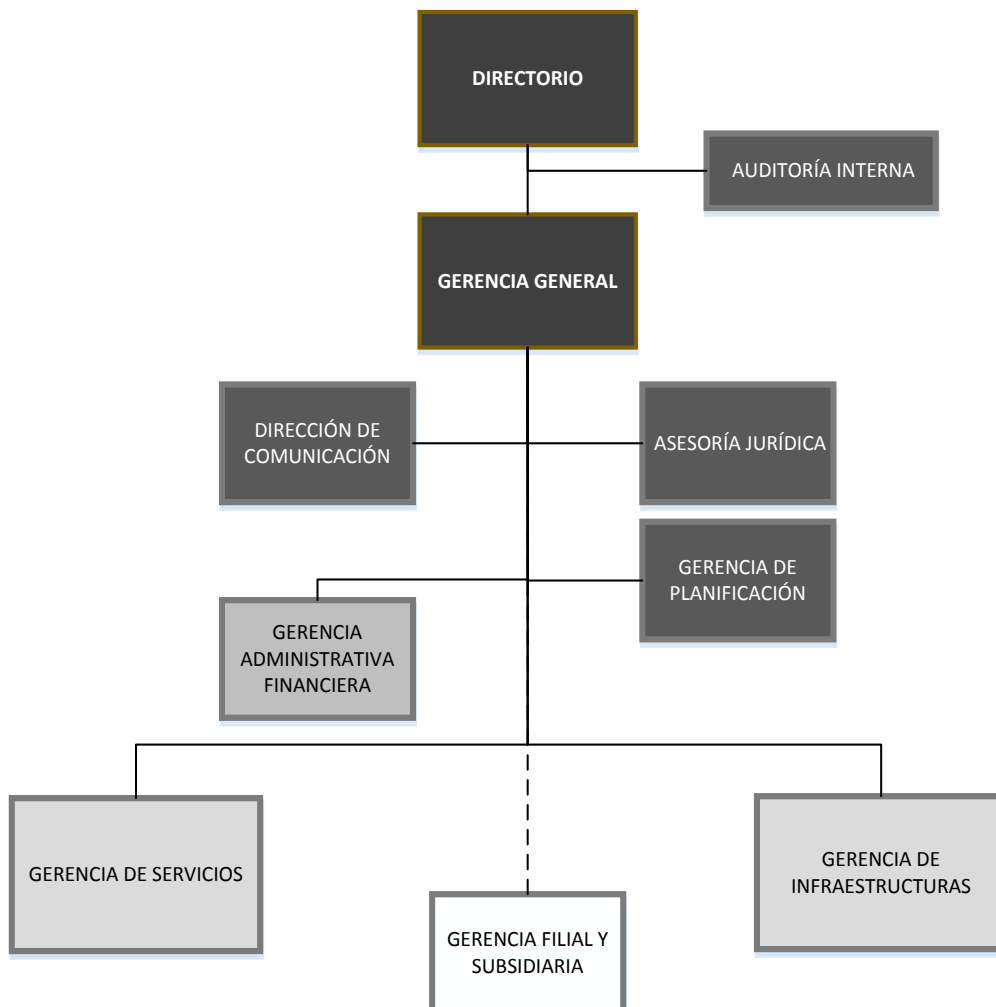 DIRECTORIO
AUDITORÍA INTERNA
GERENCIA GENERAL
DIRECCIÓN DE
COMUNICACIÓN
ASESORÍA JURÍDICA
GERENCIA DE
PLANIFICACIÓN
GERENCIA
ADMINISTRATIVA
FINANCIERA
GERENCIA DE SERVICIOS
GERENCIA FILIAL Y
SUBSIDIARIA
GERENCIA DE
INFRAESTRUCTURAS